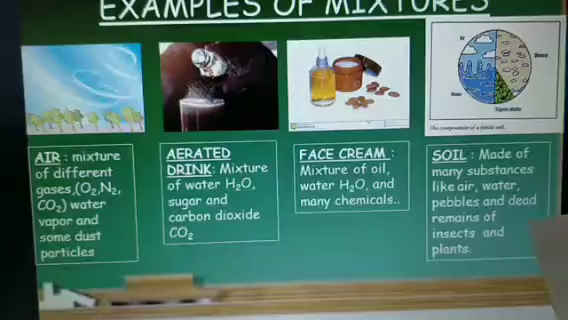 EXAMPLES OF MIXTURES
The components of a fertile soil.
AIR : mixture
of different
gases,(O₂,N₂,
CO₂) water
vapor and
some dust
particles
AERATED
DRINK: Mixture
of water H₂O,
sugar and
carbon dioxide
CO₂
FACE CREAM :
Mixture of oil,
water H₂O, and
many chemicals..
SOIL : Made of
many substances
like air, water,
pebbles and dead
remains of
insects and
plants.